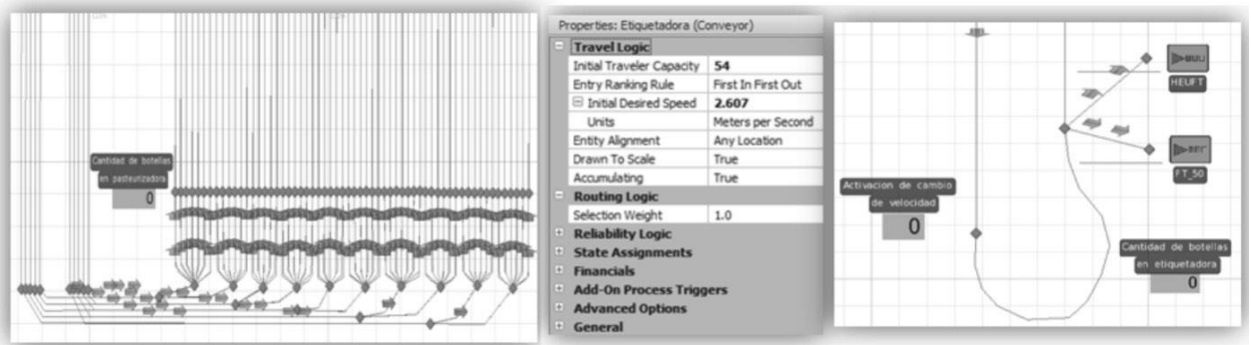 Cantidad de botellas
en pasteurizadora
0
Properties: Etiquetadora (Conveyor)
Travel Logic
Initial Traveler Capacity 54
Entry Ranking Rule First In First Out
Initial Desired Speed 2.607
Units Meters per Second
Entity Alignment Any Location
Drawn To Scale True
Accumulating True
Routing Logic
Selection Weight 1.0
Reliability Logic
State Assignments
Financials
Add-On Process Triggers
Advanced Options
General
HEUFT
FT_50
Activacion de cambio
de velocidad
0
Cantidad de botellas
en etiquetadora
0